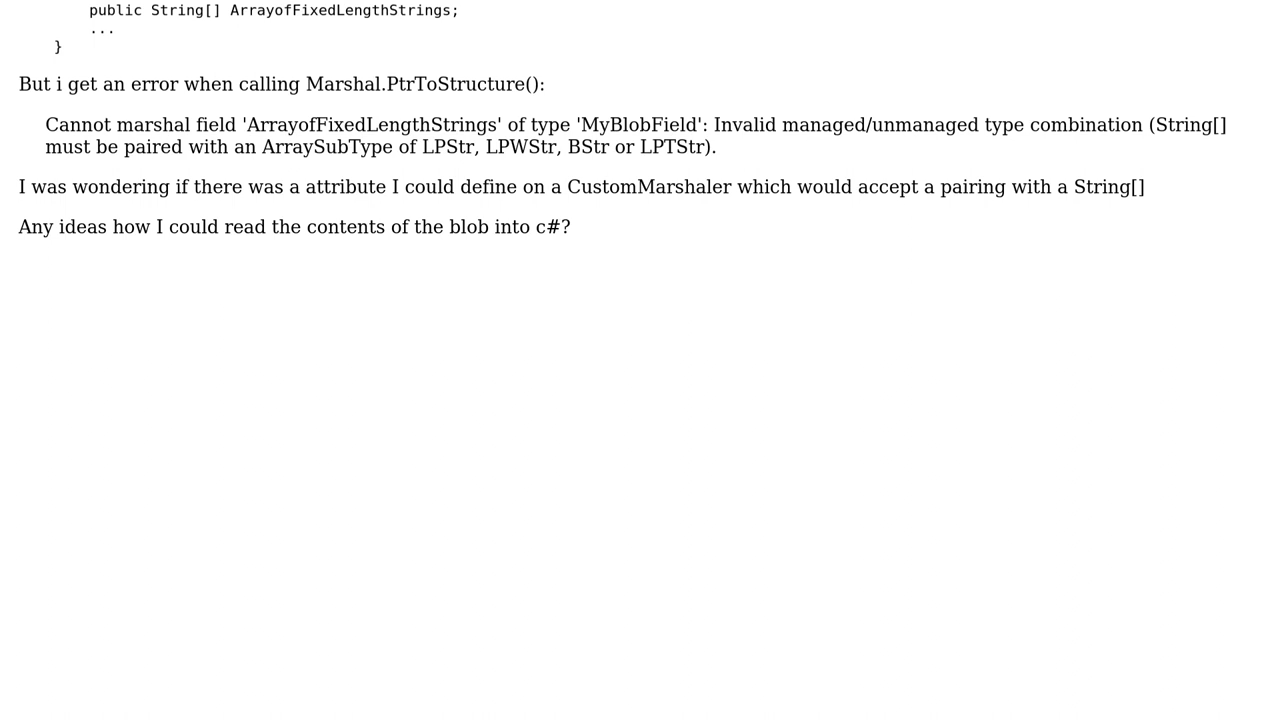 public String[] ArrayofFixedLengthStrings;
...
}
But i get an error when calling Marshal.PtrToStructure():
Cannot marshal field 'ArrayofFixedLengthStrings' of type 'MyBlobField': Invalid managed/unmanaged type combination (String[]
must be paired with an ArraySubType of LPStr, LPWStr, BStr or LPTStr).
I was wondering if there was a attribute I could define on a CustomMarshaler which would accept a pairing with a String[]
Any ideas how I could read the contents of the blob into c#?